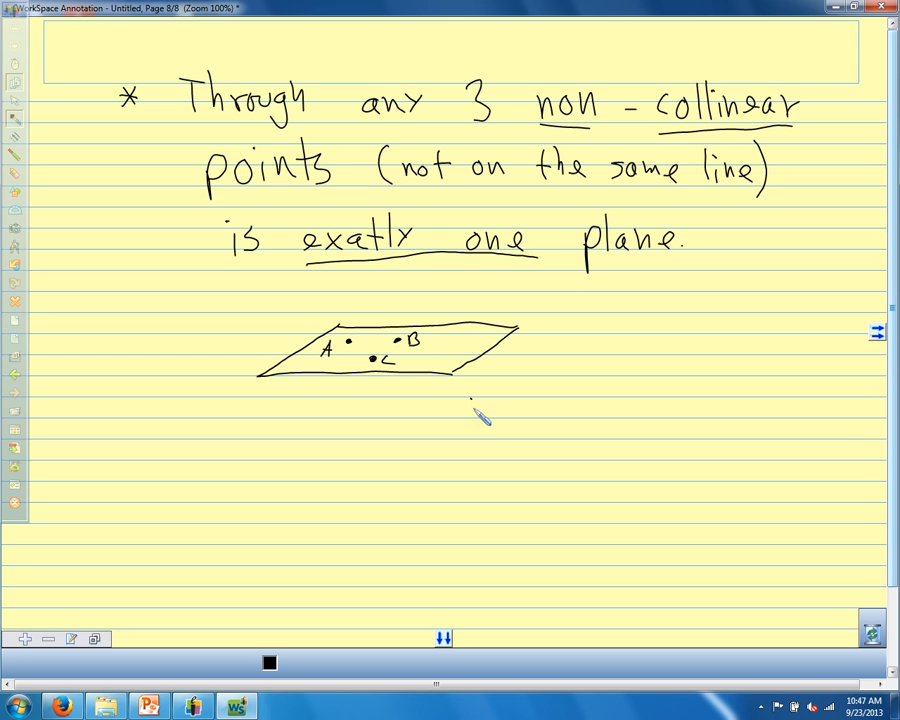 WorkSpace Annotation - Untitled, Page 8/8 (Zoom 100%) *
* Through any 3 non - collinear
points (not on the same line)
is exatly one plane.
A
B
C
10:47 AM
9/23/2013